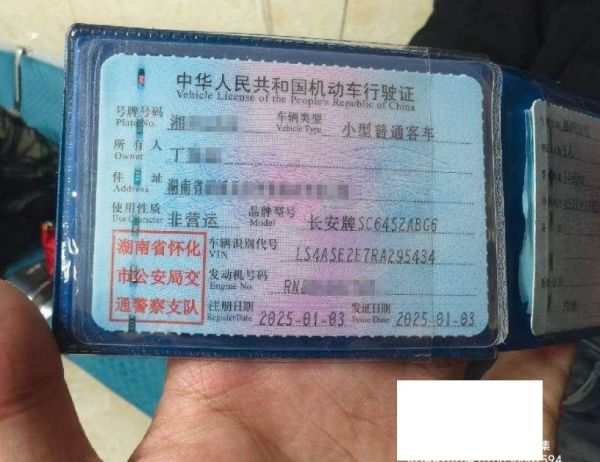 中华人民共和国机动车行驶证
Vehicle License of the People's Republic of China
号牌号码 湘 车辆类型 小型普通客车
Plate No. Vehicle Type
所有人 丁
Owner
住址 湖南省
Address
使用性质 非营运 品牌型号 长安牌SC6452ABG6
Use Character Model
湖南省怀化
市公安局交
通警察支队
车辆识别代号 LS4ASE2E7RA295434
VIN
发动机号码 RN
Engine No.
注册日期 2025-01-03 发证日期 2025-01-03
Register Date Issue Date